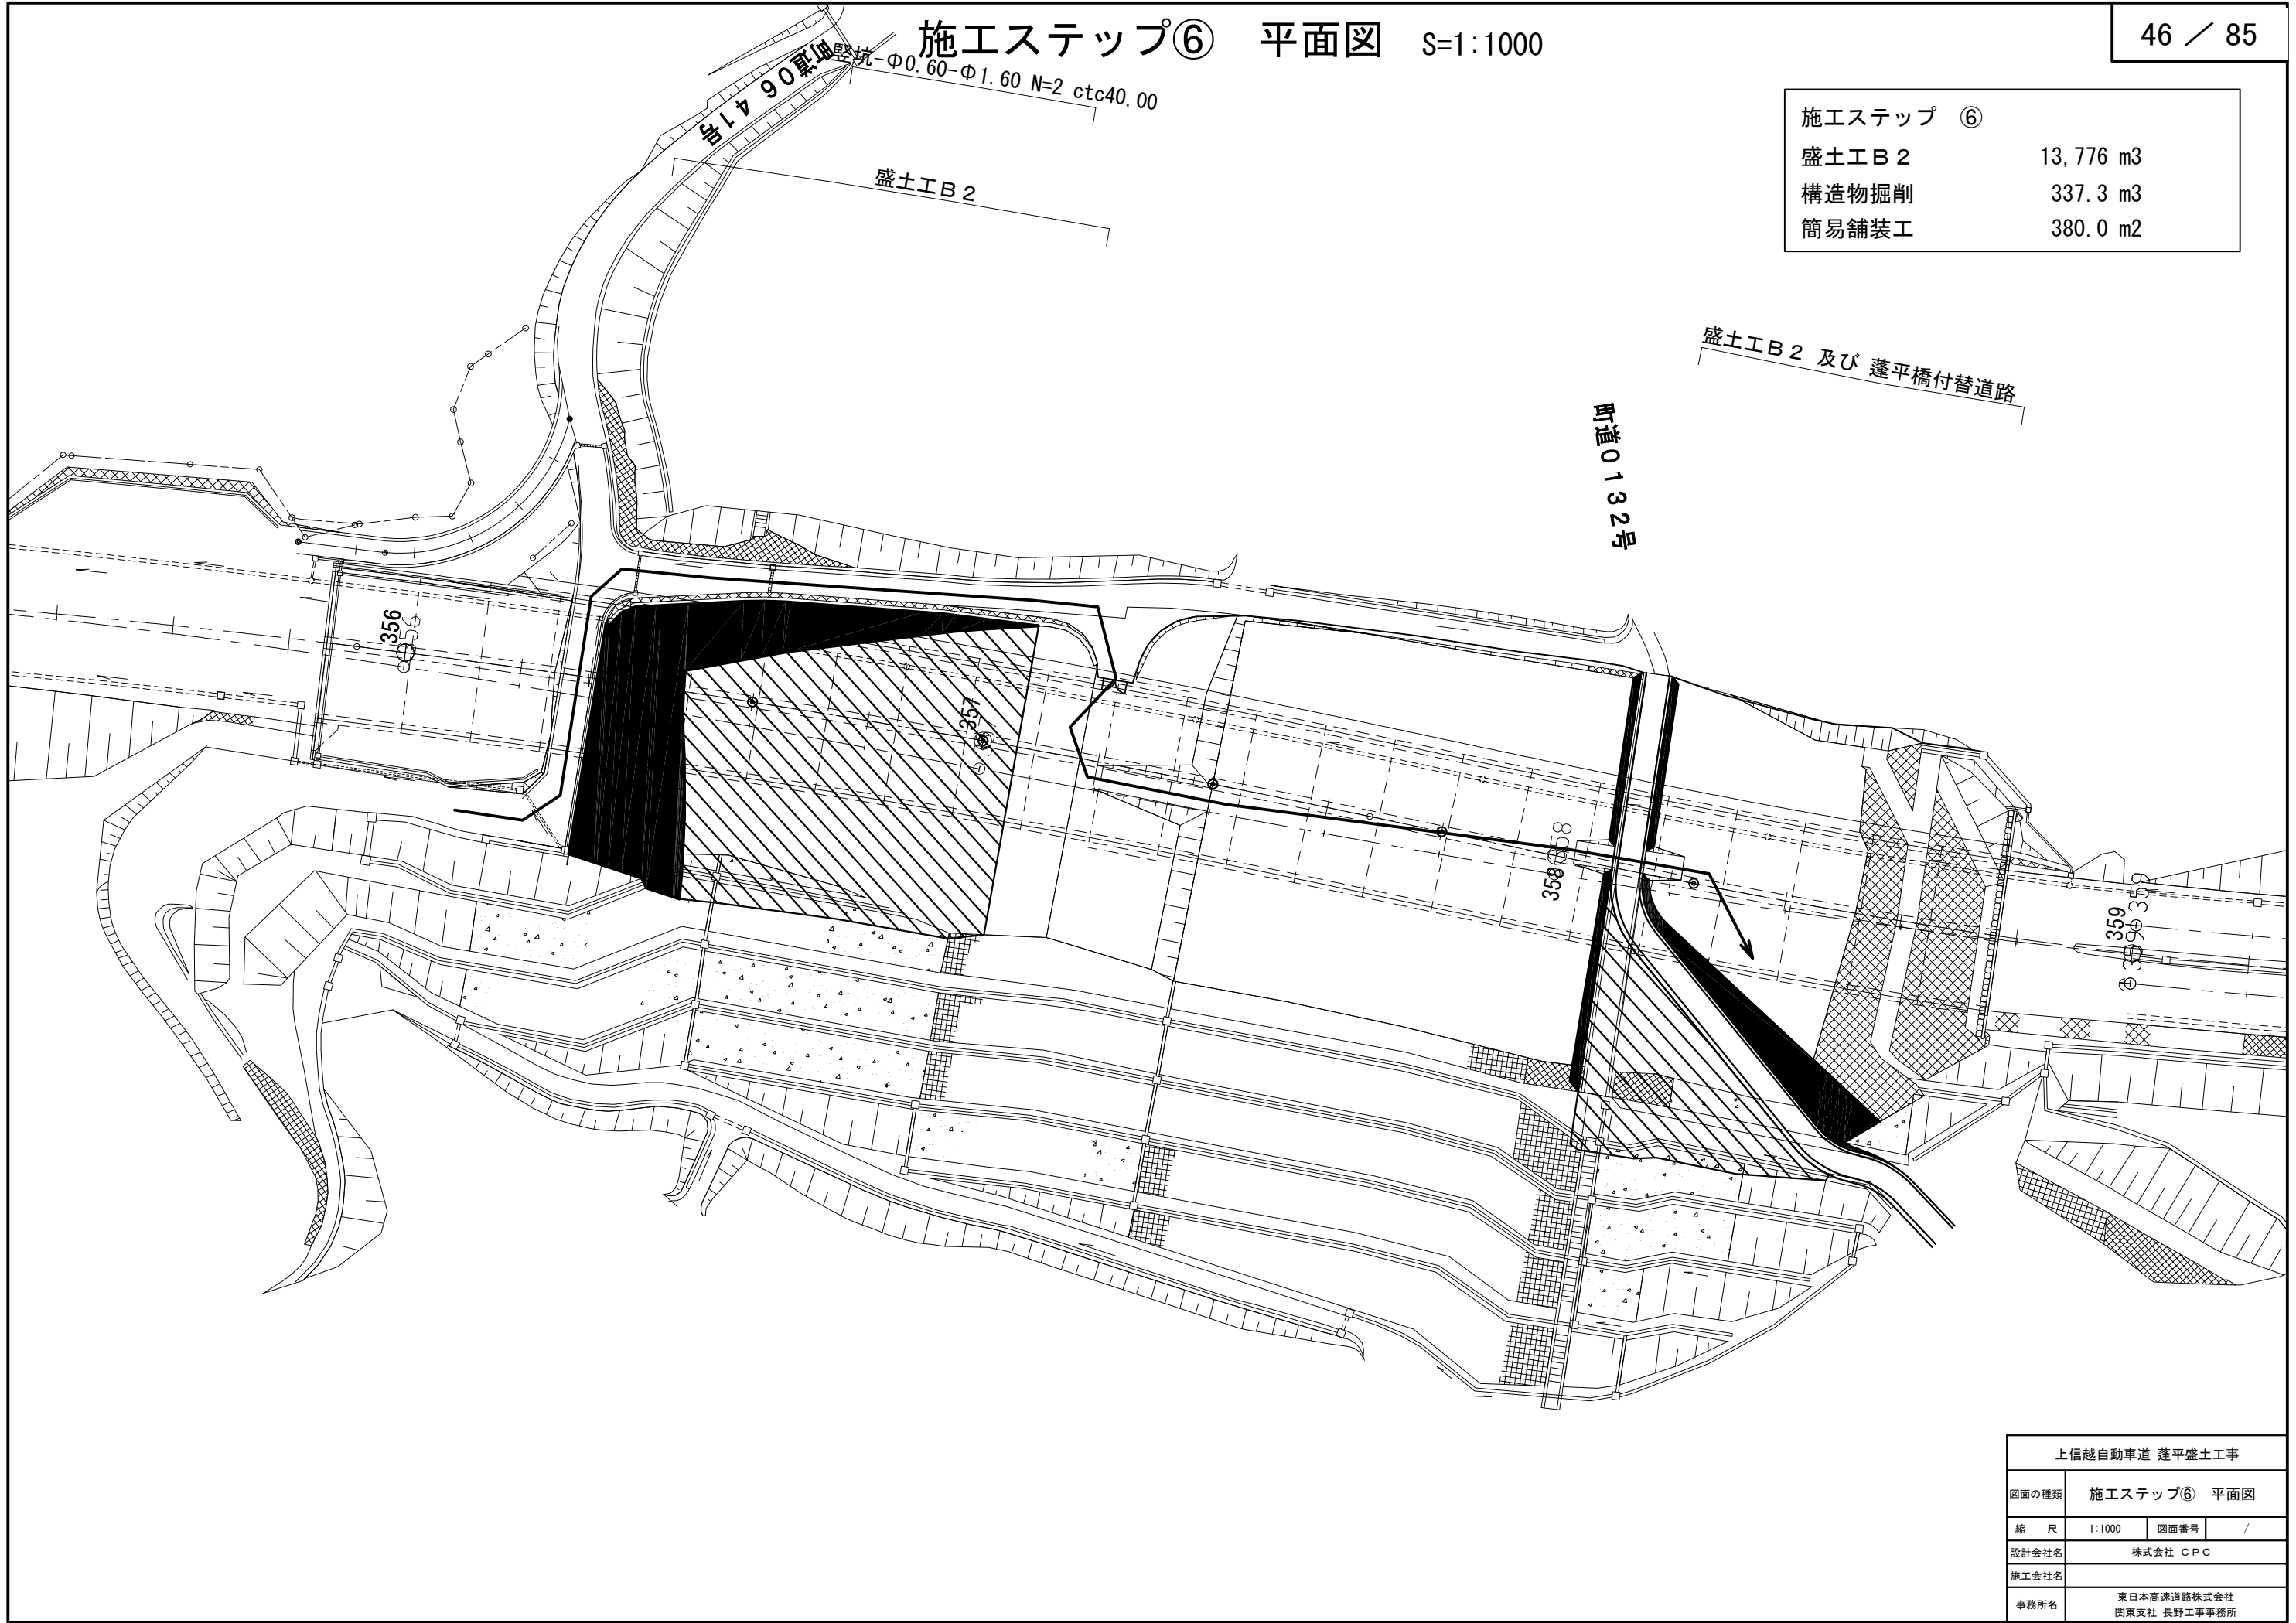 施工ステップ⑥　平面図　S=1:1000
46 ／ 85
竪坑-Φ0.60-Φ1.60 N=2 ctc40.00
町道0641号
盛土工B2
施工ステップ　⑥
盛土工B2　13,776 m3
構造物掘削　337.3 m3
簡易舗装工　380.0 m2
盛土工B2 及び 蓬平橋付替道路
町道0132号
356
356
357
358
358
359
359
359
上信越自動車道 蓬平盛土工事
図面の種類　施工ステップ⑥　平面図
縮　尺　1:1000　図面番号　/
設計会社名　株式会社 CPC
施工会社名
事務所名　東日本高速道路株式会社
関東支社 長野工事事務所